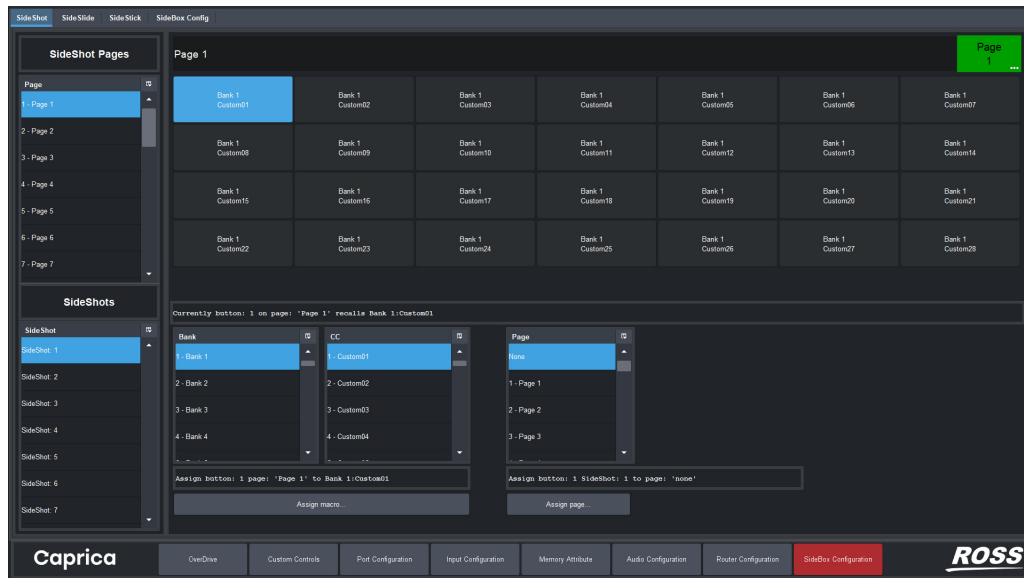 SideShot SideSlide SideStick SideBox Config
SideShot Pages
Page
1 - Page 1
2 - Page 2
3 - Page 3
4 - Page 4
5 - Page 5
6 - Page 6
7 - Page 7
SideShots
SideShot
SideShot: 1
SideShot: 2
SideShot: 3
SideShot: 4
SideShot: 5
SideShot: 6
SideShot: 7
Page 1
Page
1
...
Bank 1 Bank 1 Bank 1 Bank 1 Bank 1 Bank 1 Bank 1
Custom01 Custom02 Custom03 Custom04 Custom05 Custom06 Custom07
Bank 1 Bank 1 Bank 1 Bank 1 Bank 1 Bank 1 Bank 1
Custom08 Custom09 Custom10 Custom11 Custom12 Custom13 Custom14
Bank 1 Bank 1 Bank 1 Bank 1 Bank 1 Bank 1 Bank 1
Custom15 Custom16 Custom17 Custom18 Custom19 Custom20 Custom21
Bank 1 Bank 1 Bank 1 Bank 1 Bank 1 Bank 1 Bank 1
Custom22 Custom23 Custom24 Custom25 Custom26 Custom27 Custom28
Currently button: 1 on page: 'Page 1' recalls Bank 1:Custom01
Bank
1 - Bank 1
2 - Bank 2
3 - Bank 3
4 - Bank 4
CC
1 - Custom01
2 - Custom02
3 - Custom03
4 - Custom04
Page
None
1 - Page 1
2 - Page 2
3 - Page 3
Assign button: 1 page: 'Page 1' to Bank 1:Custom01
Assign button: 1 SideShot: 1 to page: 'none'
Assign macro...
Assign page...
Caprica
OverDrive Custom Controls Port Configuration Input Configuration Memory Attribute Audio Configuration Router Configuration SideBox Configuration
ROSS